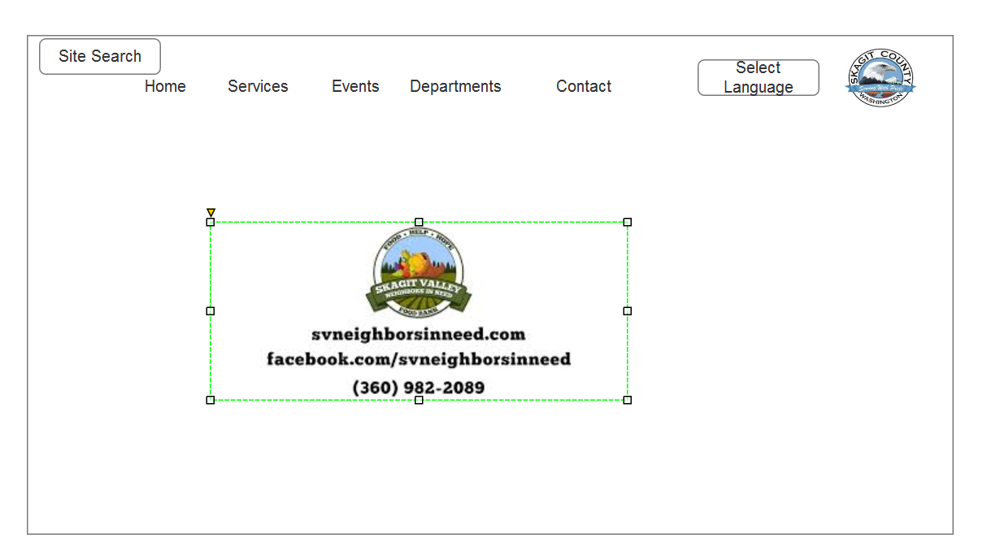 Site Search
Home Services Events Departments Contact
Select
Language
SKAGIT COUNTY
Serving With Pride
WASHINGTON
FOOD • HELP • HOPE
SKAGIT VALLEY
NEIGHBORS IN NEED
FOOD BANK
svneighborsinneed.com
facebook.com/svneighborsinneed
(360) 982-2089